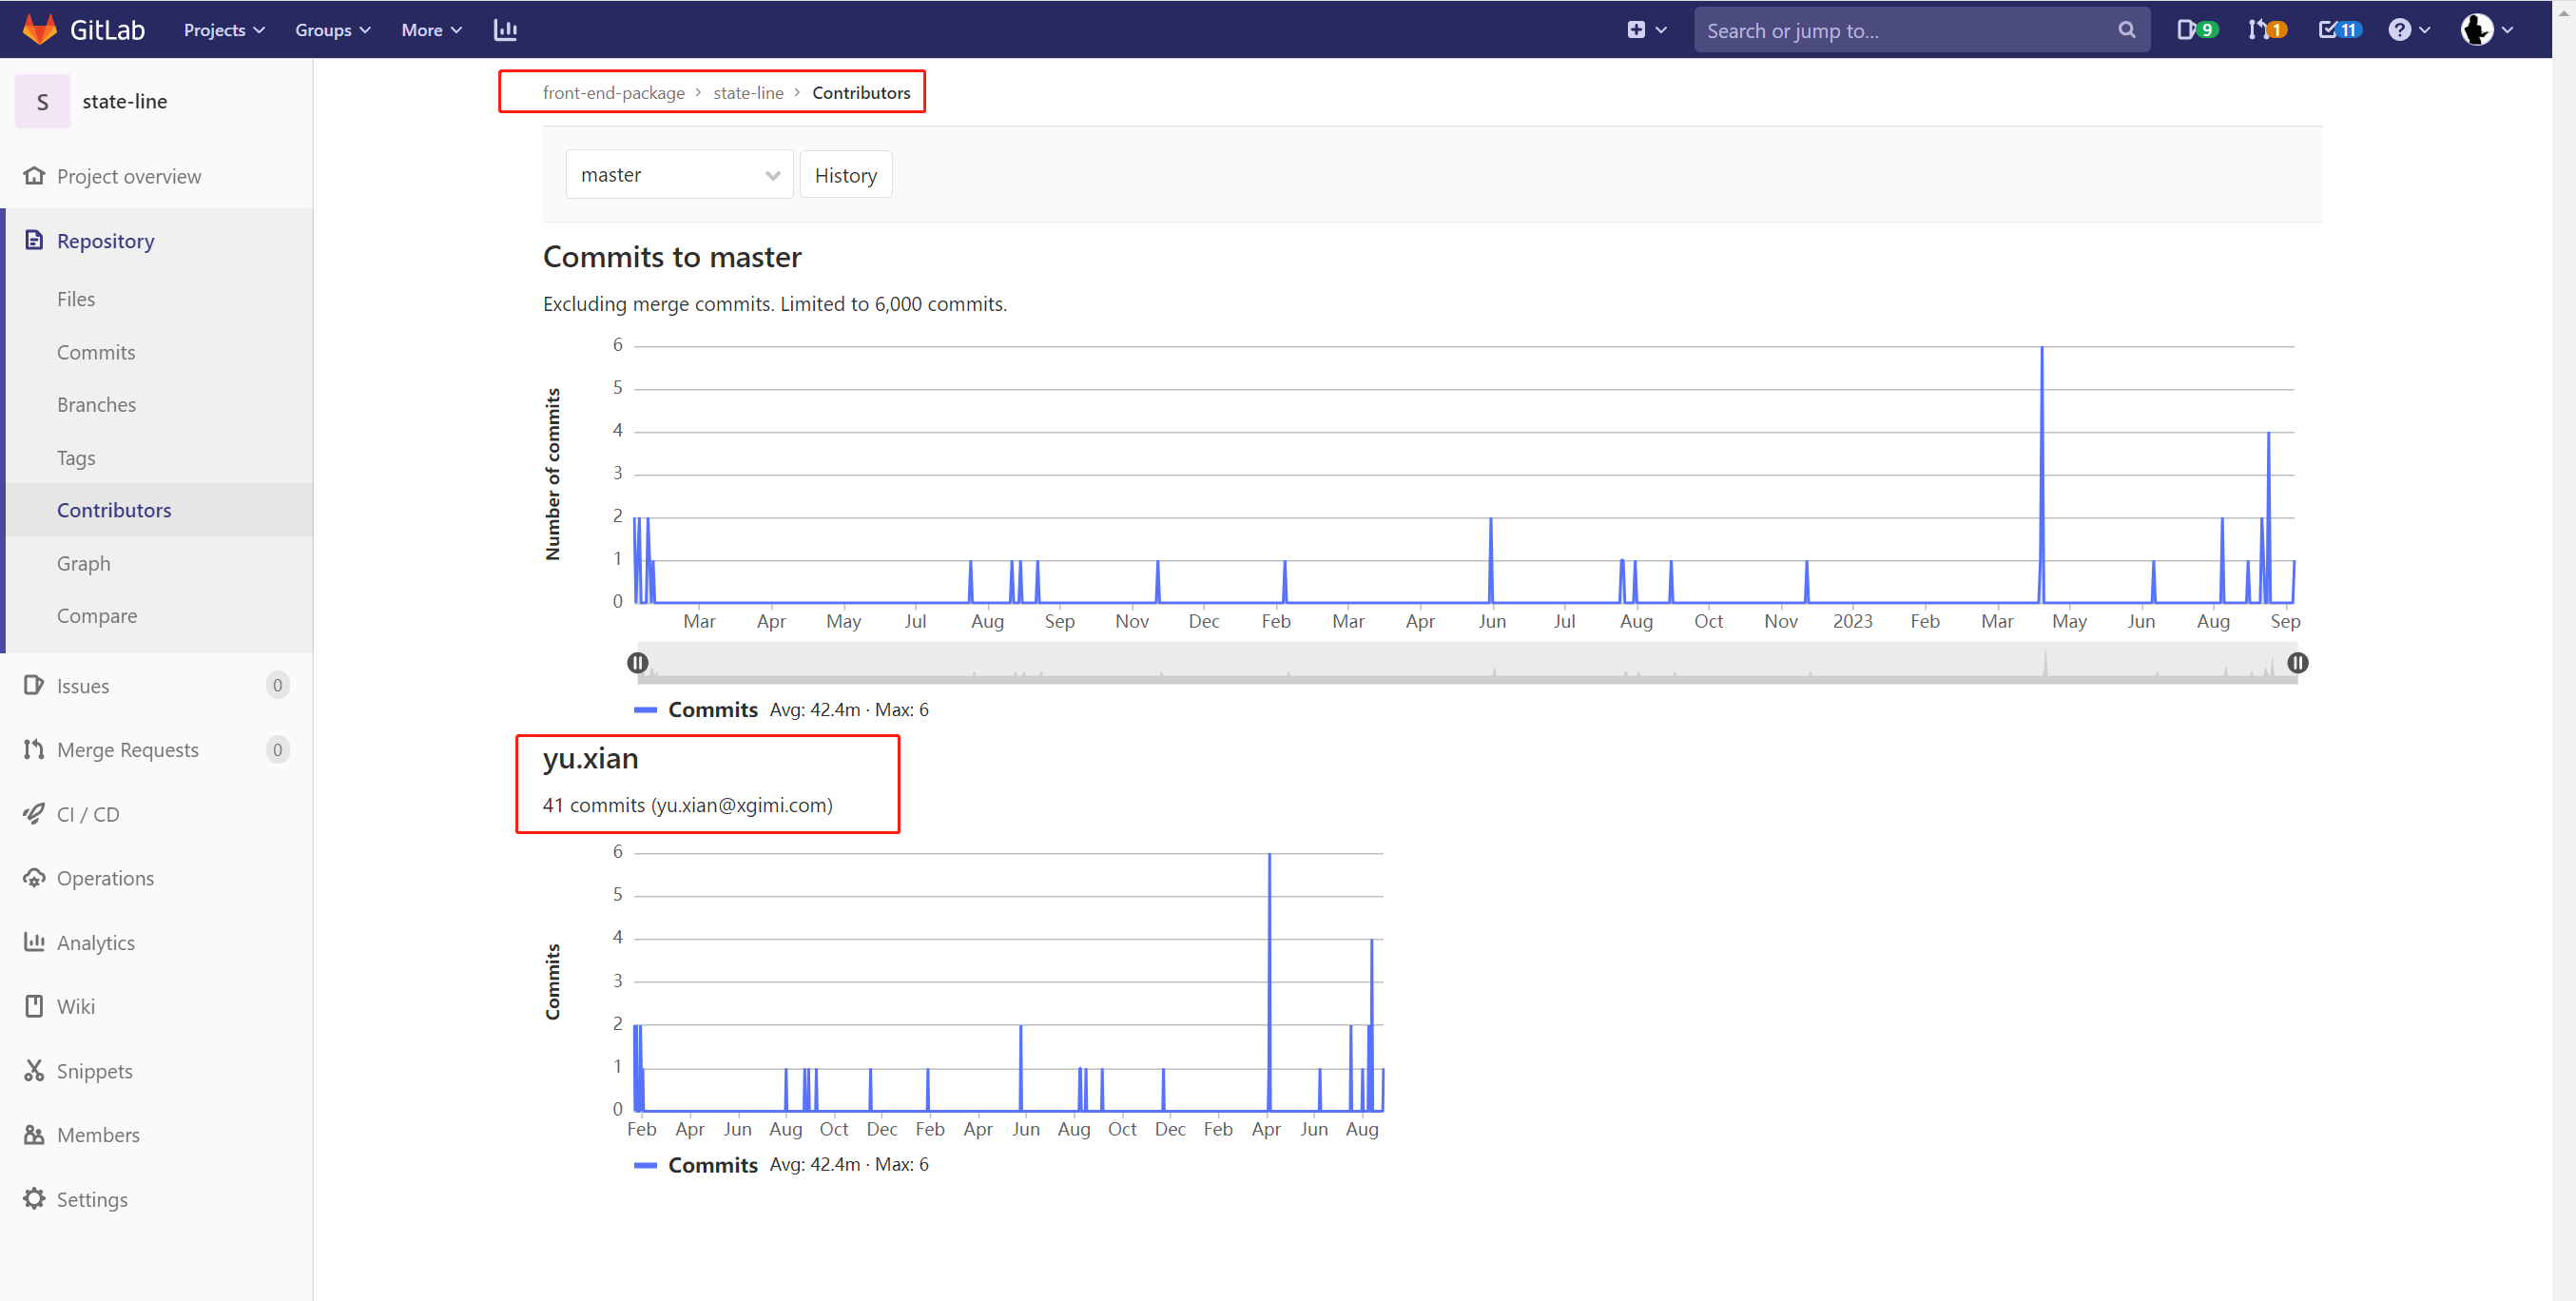 GitLab Projects Groups More Search or jump to... 9 1 11
S state-line
Project overview
Repository
Files
Commits
Branches
Tags
Contributors
Graph
Compare
Issues 0
Merge Requests 0
CI / CD
Operations
Analytics
Wiki
Snippets
Members
Settings
front-end-package > state-line > Contributors
master History
Commits to master
Excluding merge commits. Limited to 6,000 commits.
Number of commits
6
5
4
3
2
1
0
Mar Apr May Jul Aug Sep Nov Dec Feb Mar Apr Jun Jul Aug Oct Nov 2023 Feb Mar May Jun Aug Sep
Commits Avg: 42.4m · Max: 6
yu.xian
41 commits (yu.xian@xgimi.com)
Commits
6
5
4
3
2
1
0
Feb Apr Jun Aug Oct Dec Feb Apr Jun Aug Oct Dec Feb Apr Jun Aug
Commits Avg: 42.4m · Max: 6